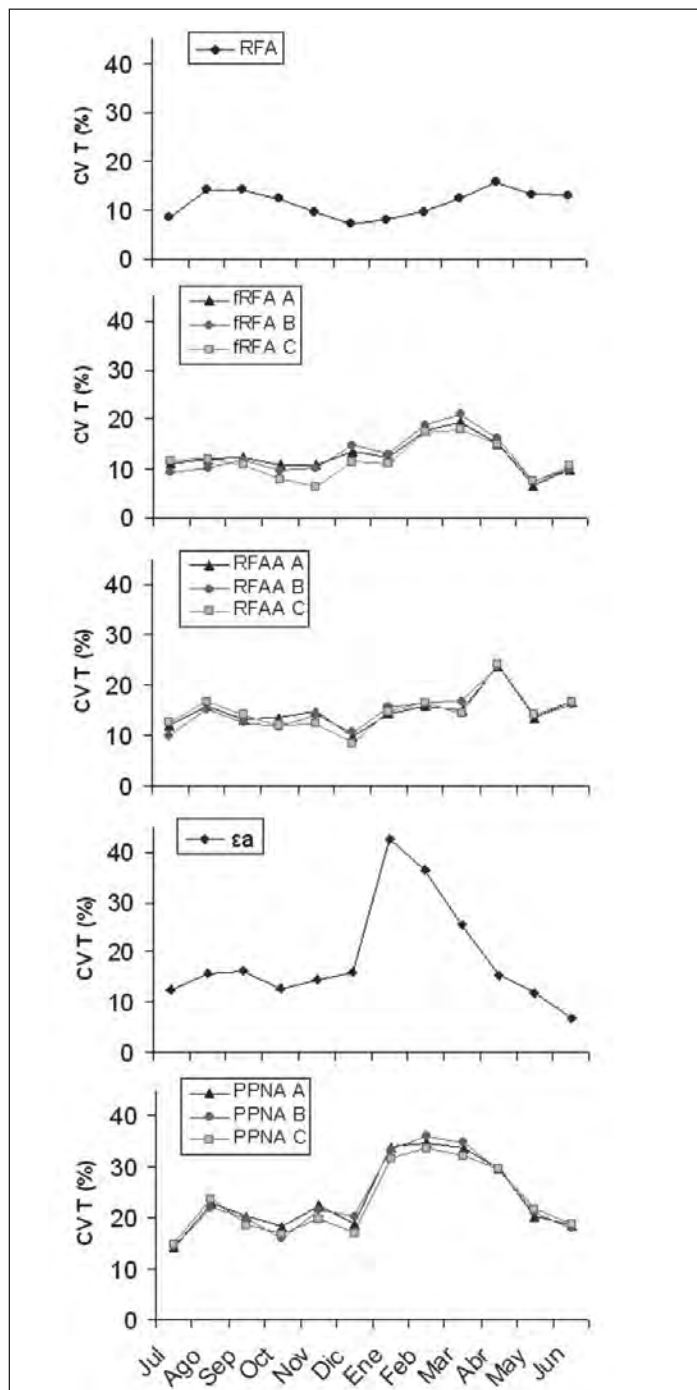 RFA
CV T (%)
40
30
20
10
0
fRFA A
fRFA B
fRFA C
CV T (%)
40
30
20
10
0
RFAA A
RFAA B
RFAA C
CV T (%)
40
30
20
10
0
εa
CV T (%)
40
30
20
10
0
PPNA A
PPNA B
PPNA C
CV T (%)
40
30
20
10
0
Jul Ago Sep Oct Nov Dic Ene Feb Mar Abr May Jun